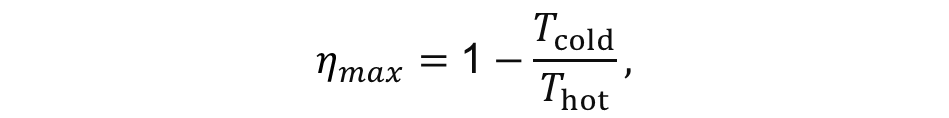 η_max = 1 − T_cold / T_hot,